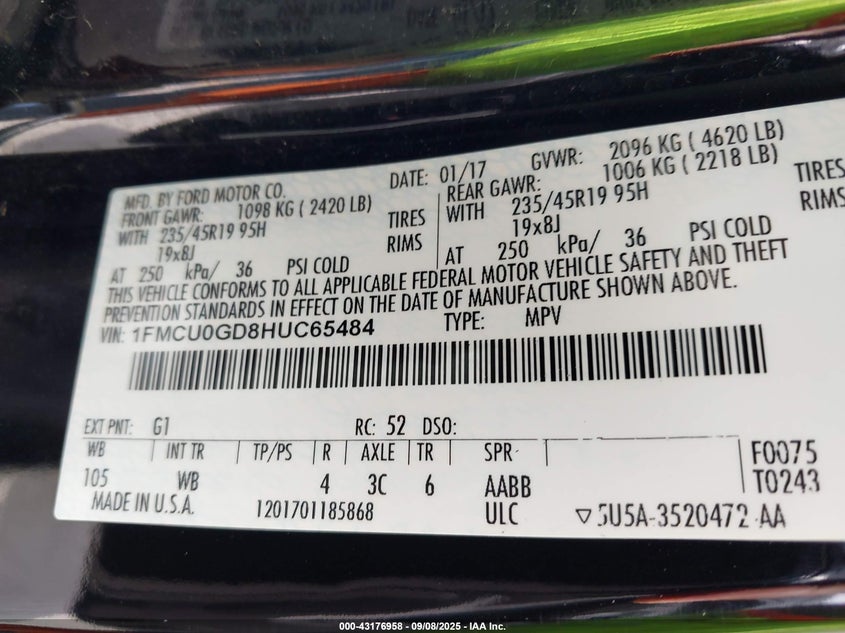 MFD. BY FORD MOTOR CO. DATE: 01/17 GVWR: 2096 KG ( 4620 LB)
FRONT GAWR: 1098 KG ( 2420 LB) REAR GAWR: 1006 KG ( 2218 LB)
WITH 235/45R19 95H TIRES WITH 235/45R19 95H TIRES
19x8J RIMS 19x8J RIMS
AT 250 kPa/ 36 PSI COLD AT 250 kPa/ 36 PSI COLD
THIS VEHICLE CONFORMS TO ALL APPLICABLE FEDERAL MOTOR VEHICLE SAFETY AND THEFT
PREVENTION STANDARDS IN EFFECT ON THE DATE OF MANUFACTURE SHOWN ABOVE.
VIN: 1FMCU0GD8HUC65484 TYPE: MPV
EXT PNT: G1 RC: 52 DSO:
WB INT TR TP/PS R AXLE TR SPR F0075
105 WB 4 3C 6 AABB T0243
MADE IN U.S.A. 1201701185868 ULC ▽5U5A-3520472-AA
000-43176958 - 09/08/2025 - IAA Inc.